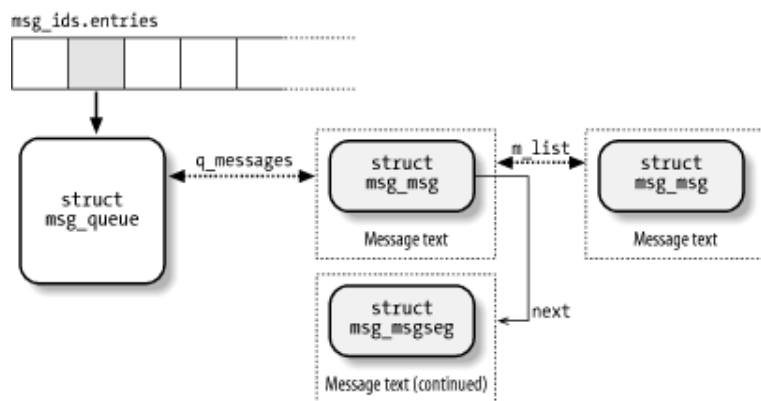 msg_ids.entries
struct
msg_queue
q_messages
struct
msg_msg
Message text
m_list
struct
msg_msg
Message text
next
struct
msg_msgseg
Message text (continued)